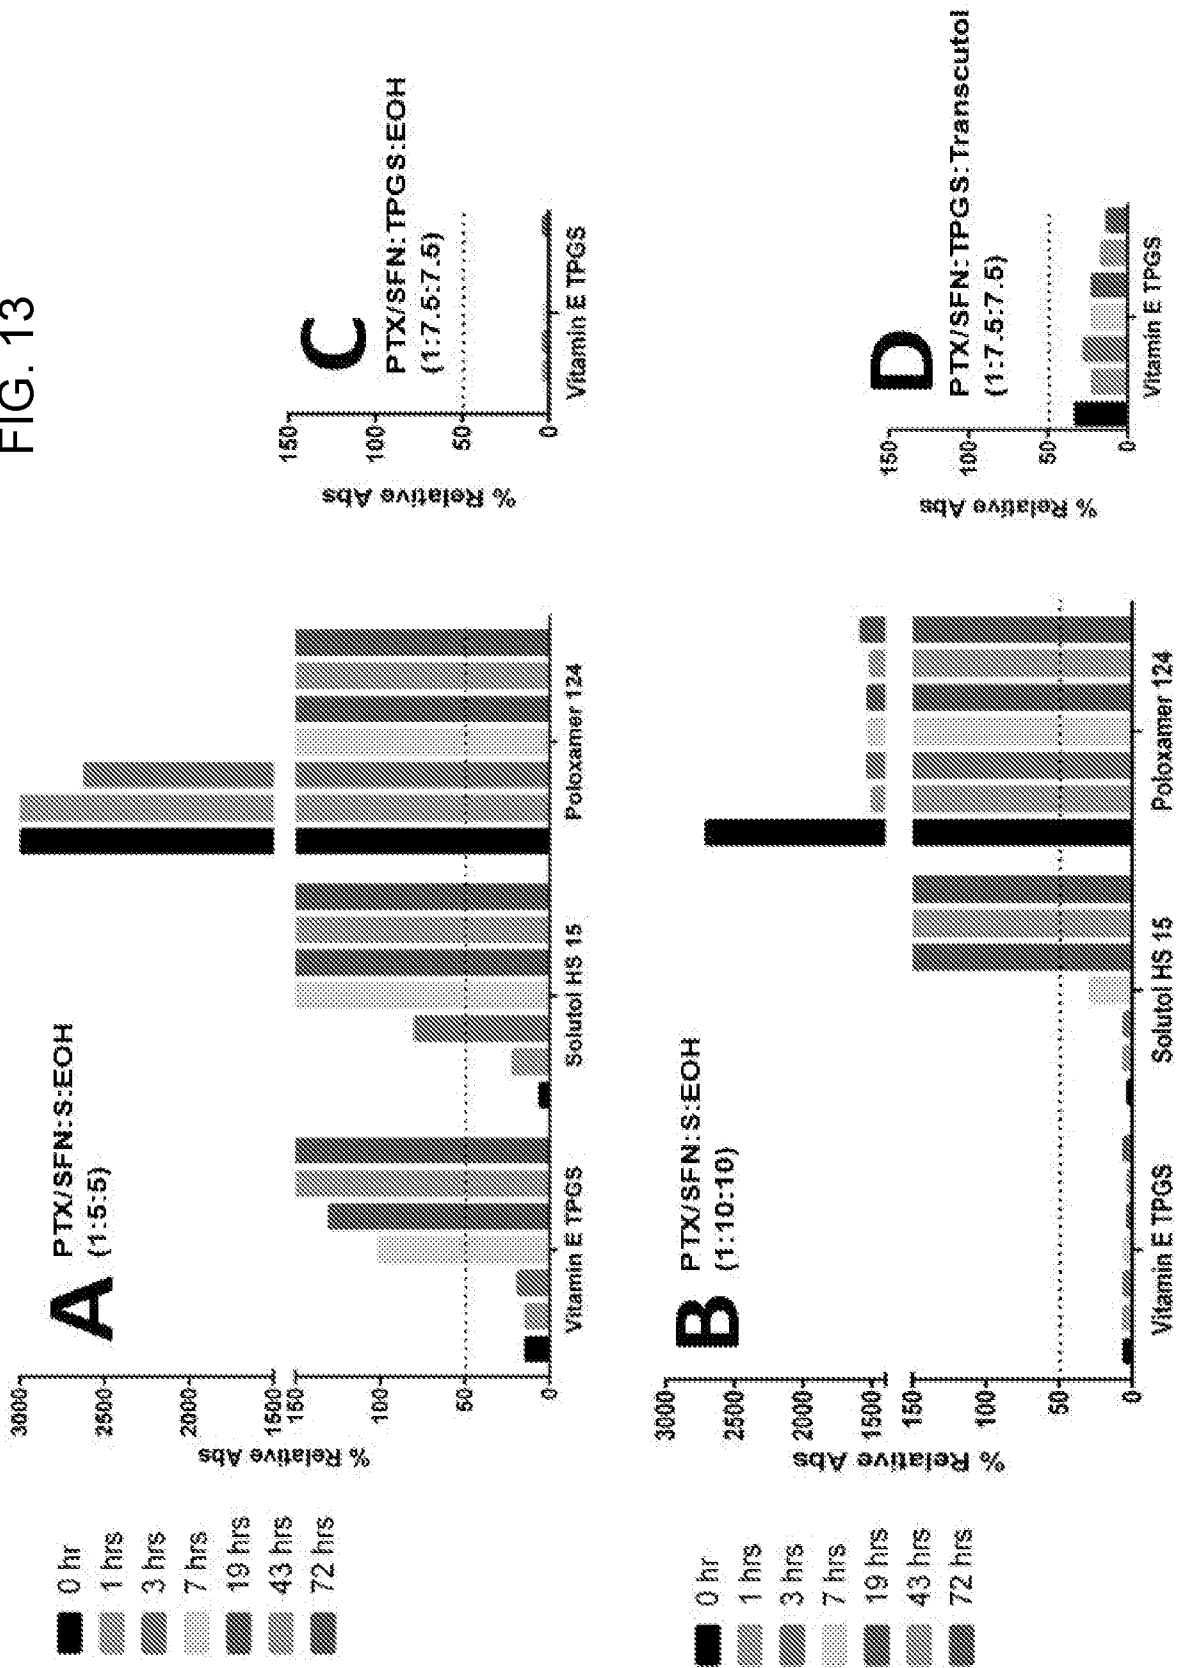 FIG. 13
A
PTX/SFN:S:EOH
(1:5:5)
% Relative Abs
3000
2500
2000
1500
150
100
50
0
Vitamin E TPGS
Solutol HS 15
Poloxamer 124
0 hr
1 hrs
3 hrs
7 hrs
19 hrs
43 hrs
72 hrs
C
PTX/SFN:TPGS:EOH
(1:7.5:7.5)
% Relative Abs
150
100
50
0
Vitamin E TPGS
B
PTX/SFN:S:EOH
(1:10:10)
% Relative Abs
3000
2500
2000
1500
150
100
50
0
Vitamin E TPGS
Solutol HS 15
Poloxamer 124
0 hr
1 hrs
3 hrs
7 hrs
19 hrs
43 hrs
72 hrs
D
PTX/SFN:TPGS:Transcutol
(1:7.5:7.5)
% Relative Abs
150
100
50
0
Vitamin E TPGS